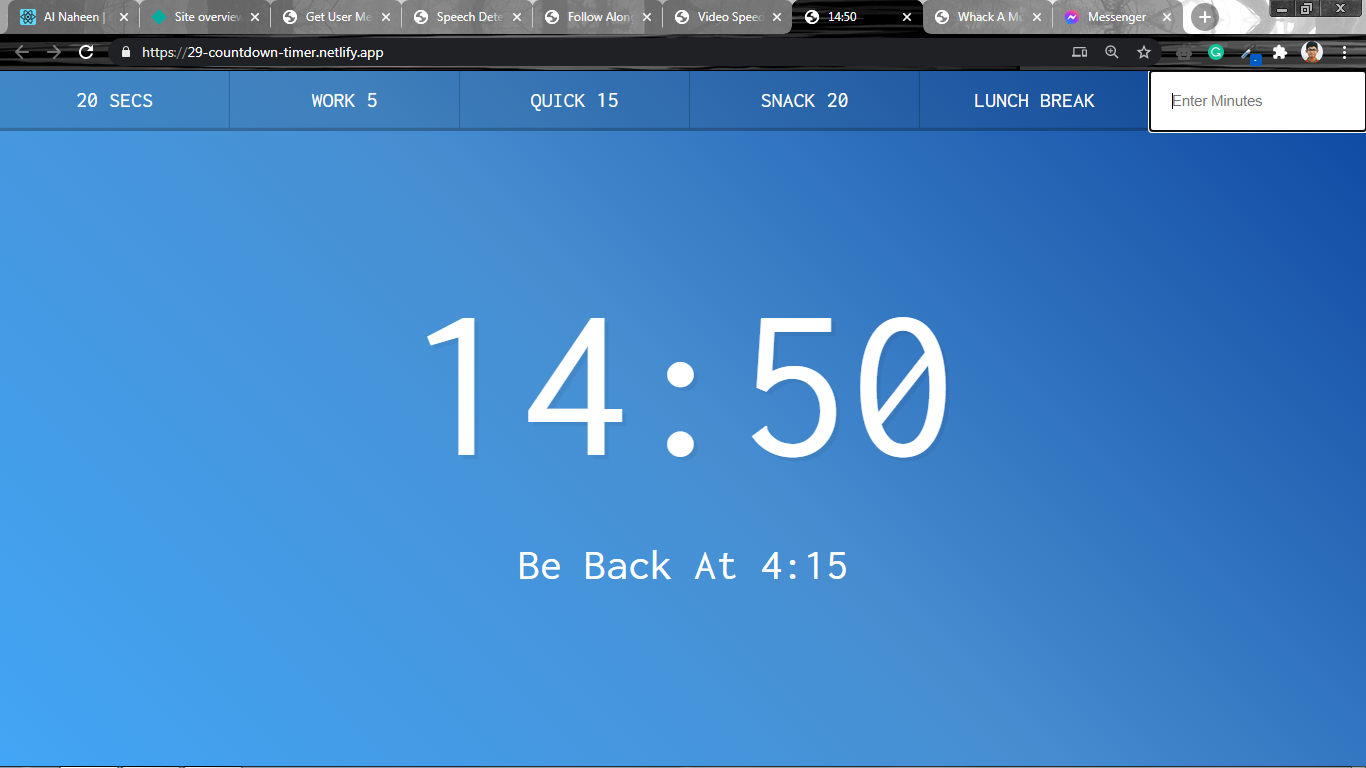 Al Naheen |
Site overview
Get User Me
Speech Dete
Follow Along
Video Speed
14:50
Whack A Mo
Messenger
https://29-countdown-timer.netlify.app
20 SECS
WORK 5
QUICK 15
SNACK 20
LUNCH BREAK
Enter Minutes
14:50
Be Back At 4:15